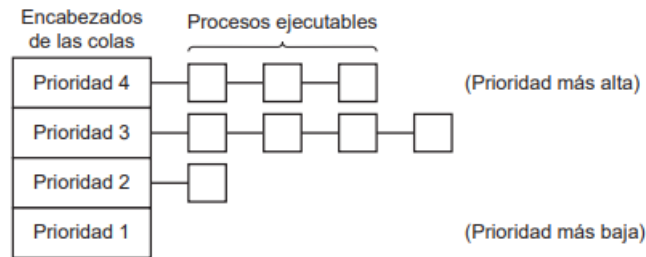 Encabezados
de las colas
Procesos ejecutables
Prioridad 4
(Prioridad más alta)
Prioridad 3
Prioridad 2
Prioridad 1
(Prioridad más baja)